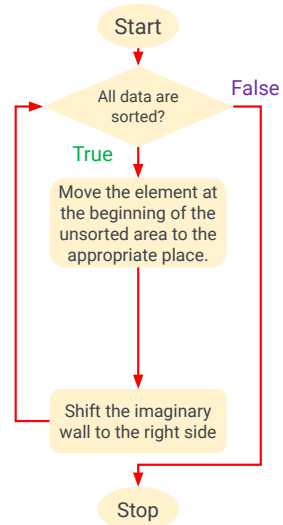 Start
All data are
sorted?
False
True
Move the element at
the beginning of the
unsorted area to the
appropriate place.
Shift the imaginary
wall to the right side
Stop